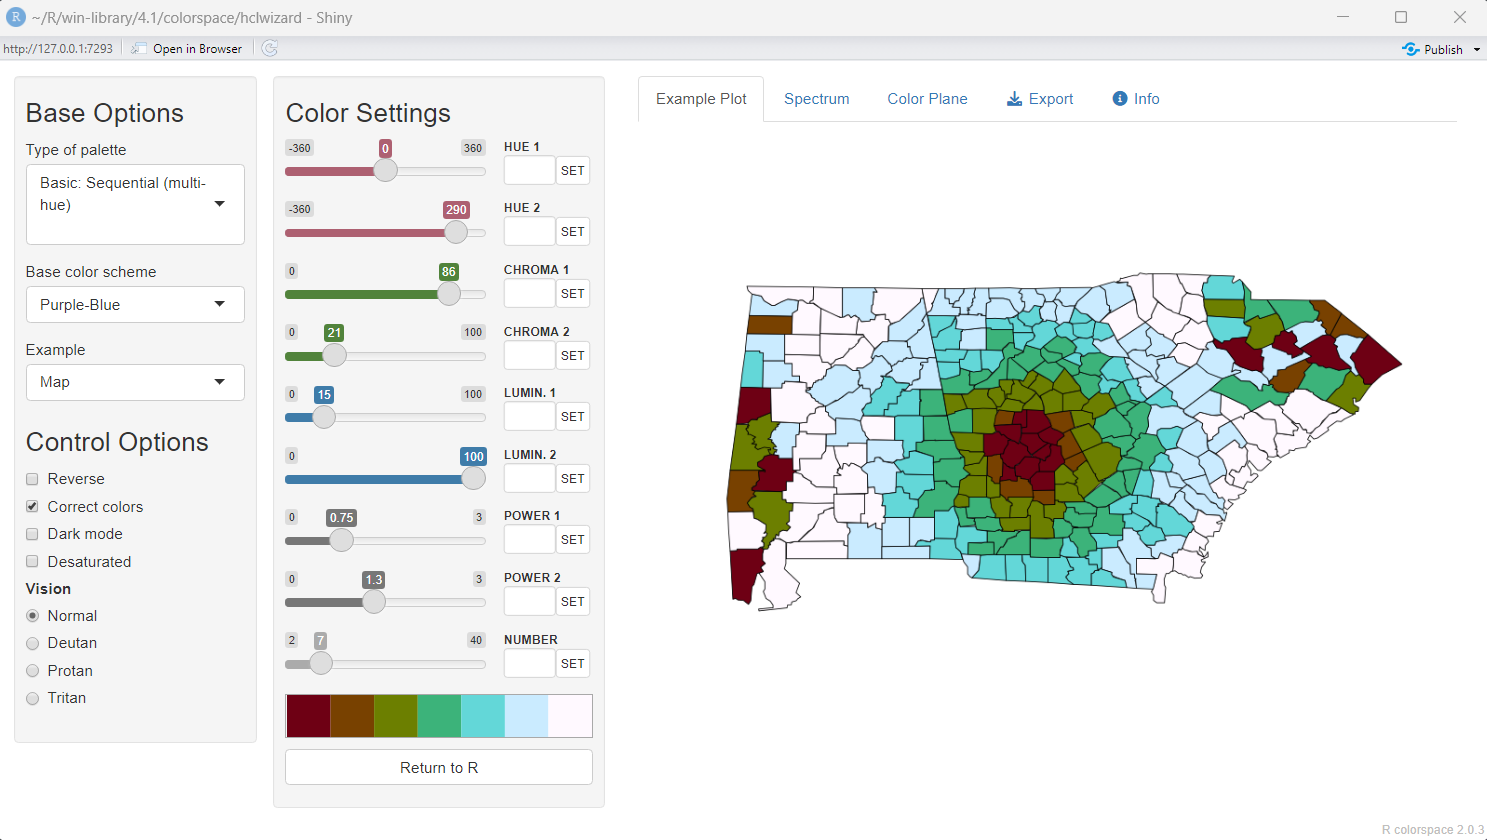 R ~/R/win-library/4.1/colorspace/hclwizard - Shiny
http://127.0.0.1:7293 Open in Browser Publish
Base Options
Type of palette
Basic: Sequential (multi-
hue)
Base color scheme
Purple-Blue
Example
Map
Control Options
Reverse
Correct colors
Dark mode
Desaturated
Vision
Normal
Deutan
Protan
Tritan
Color Settings
-360 0 360 HUE 1
SET
-360 290 HUE 2
SET
0 86 CHROMA 1
SET
0 21 100 CHROMA 2
SET
0 15 100 LUMIN. 1
SET
0 100 LUMIN. 2
SET
0 0.75 3 POWER 1
SET
0 1.3 3 POWER 2
SET
2 7 40 NUMBER
SET
Return to R
Example Plot Spectrum Color Plane Export Info
R colorspace 2.0.3